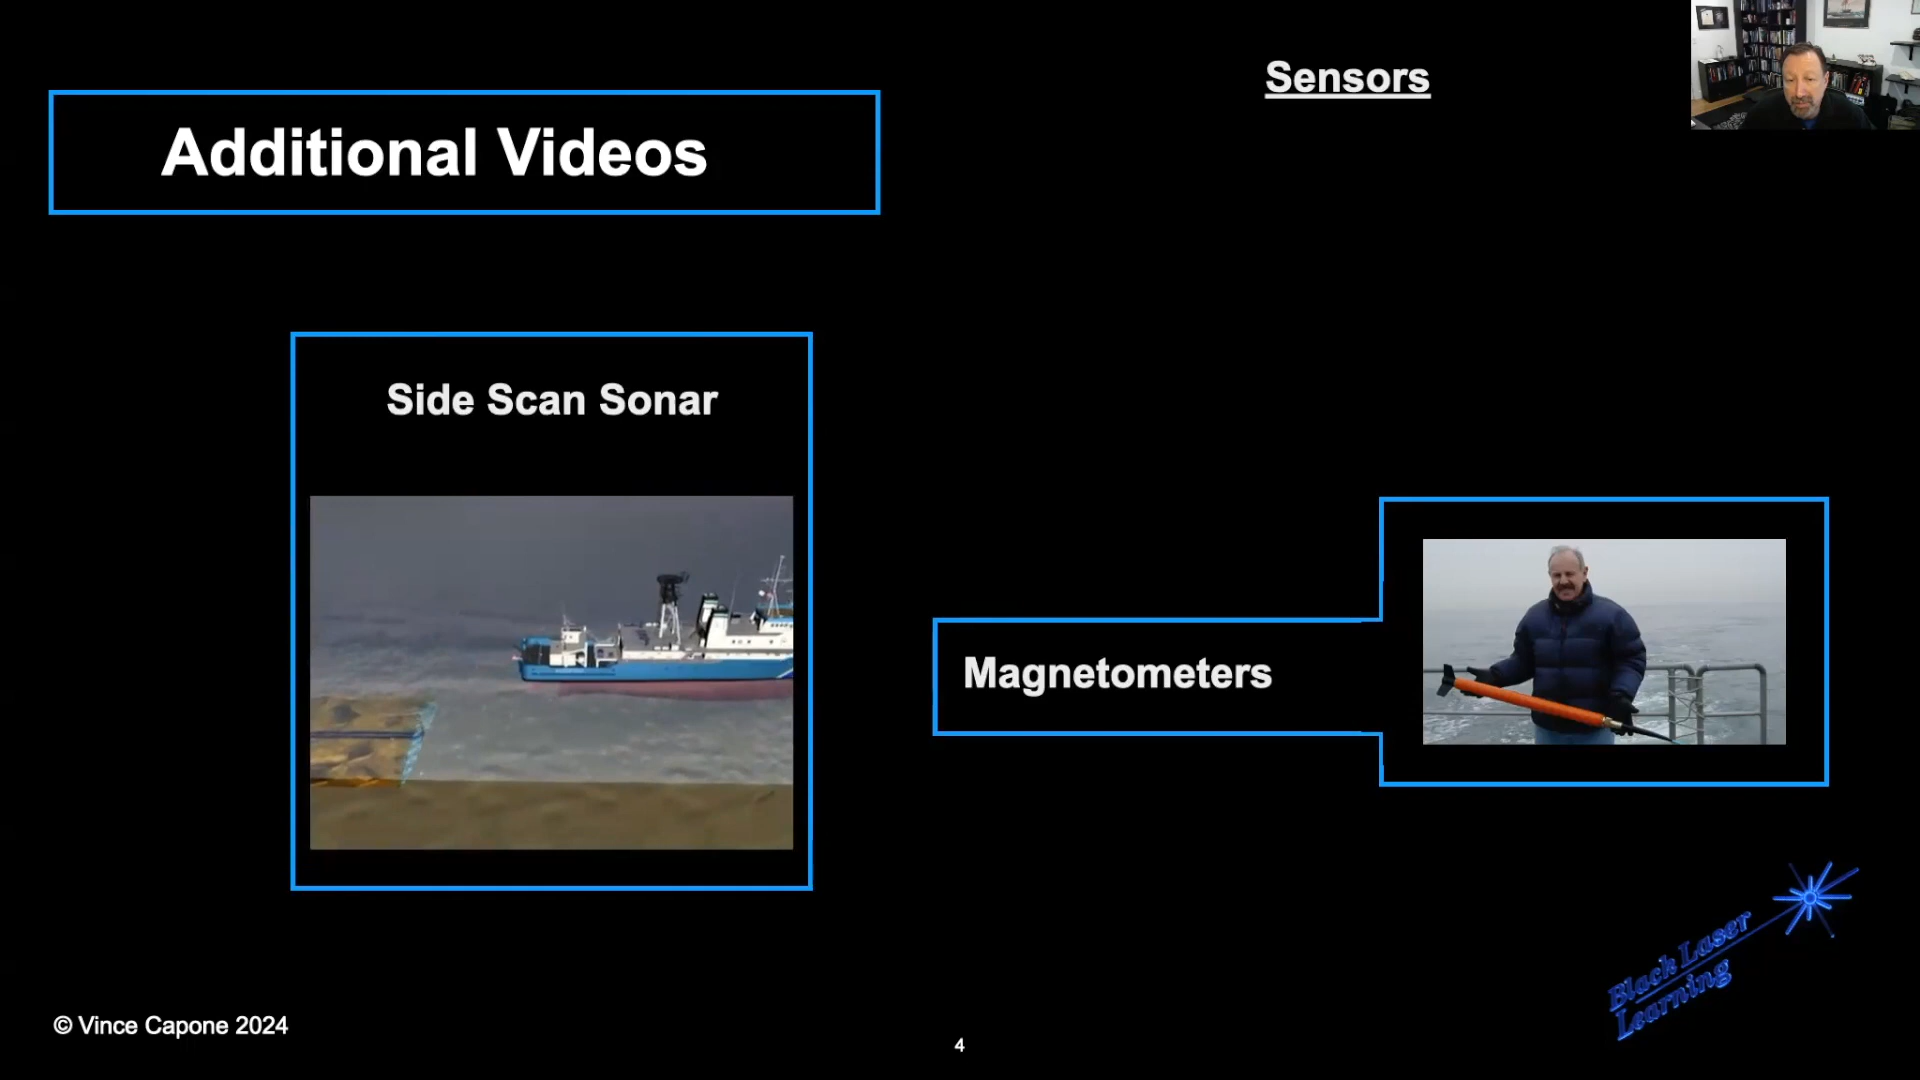 Sensors
Additional Videos
Side Scan Sonar
Magnetometers
Black Laser
Learning
© Vince Capone 2024
4